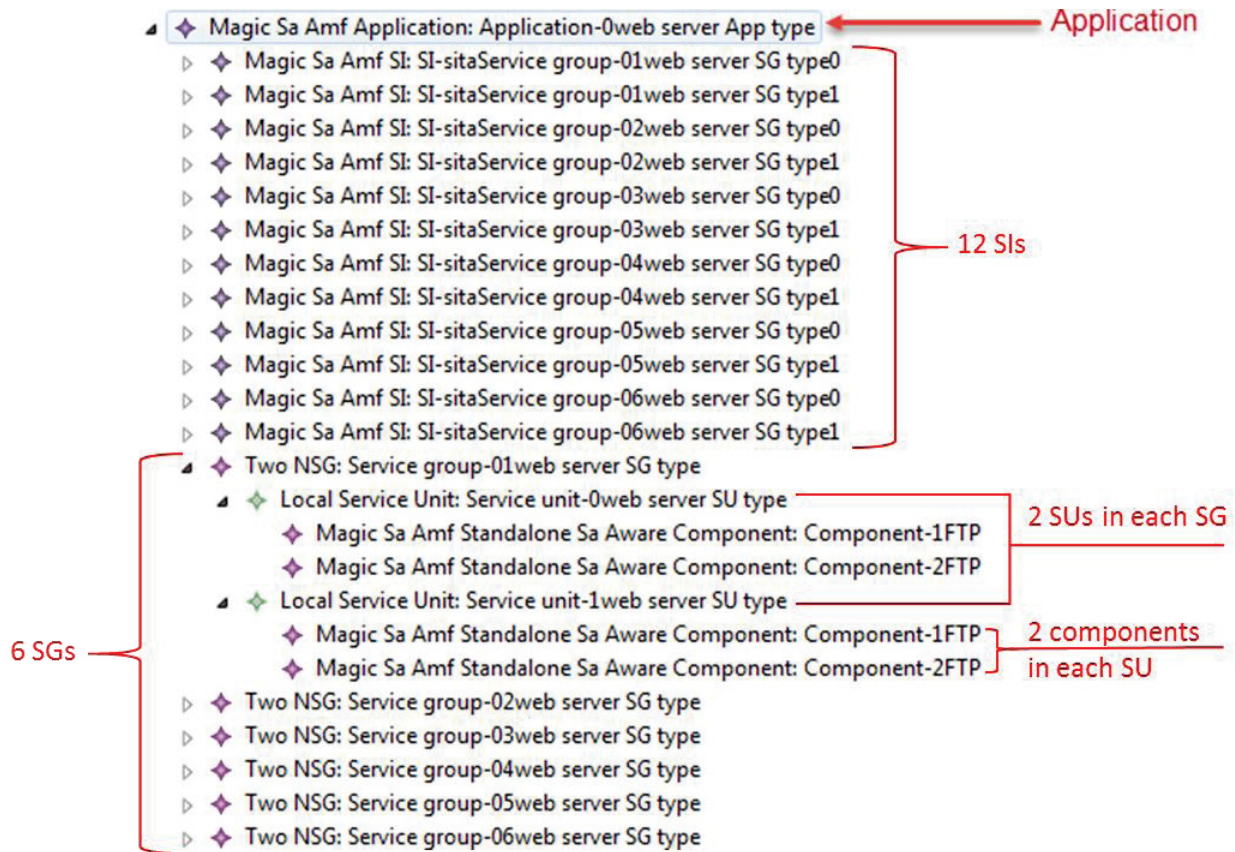 Magic Sa Amf Application: Application-0web server App type
Application
Magic Sa Amf SI: SI-sitaService group-01web server SG type0
Magic Sa Amf SI: SI-sitaService group-01web server SG type1
Magic Sa Amf SI: SI-sitaService group-02web server SG type0
Magic Sa Amf SI: SI-sitaService group-02web server SG type1
Magic Sa Amf SI: SI-sitaService group-03web server SG type0
Magic Sa Amf SI: SI-sitaService group-03web server SG type1
Magic Sa Amf SI: SI-sitaService group-04web server SG type0
Magic Sa Amf SI: SI-sitaService group-04web server SG type1
Magic Sa Amf SI: SI-sitaService group-05web server SG type0
Magic Sa Amf SI: SI-sitaService group-05web server SG type1
Magic Sa Amf SI: SI-sitaService group-06web server SG type0
Magic Sa Amf SI: SI-sitaService group-06web server SG type1
12 SIs
Two NSG: Service group-01web server SG type
Local Service Unit: Service unit-0web server SU type
Magic Sa Amf Standalone Sa Aware Component: Component-1FTP
Magic Sa Amf Standalone Sa Aware Component: Component-2FTP
Local Service Unit: Service unit-1web server SU type
Magic Sa Amf Standalone Sa Aware Component: Component-1FTP
Magic Sa Amf Standalone Sa Aware Component: Component-2FTP
2 SUs in each SG
2 components
in each SU
6 SGs
Two NSG: Service group-02web server SG type
Two NSG: Service group-03web server SG type
Two NSG: Service group-04web server SG type
Two NSG: Service group-05web server SG type
Two NSG: Service group-06web server SG type